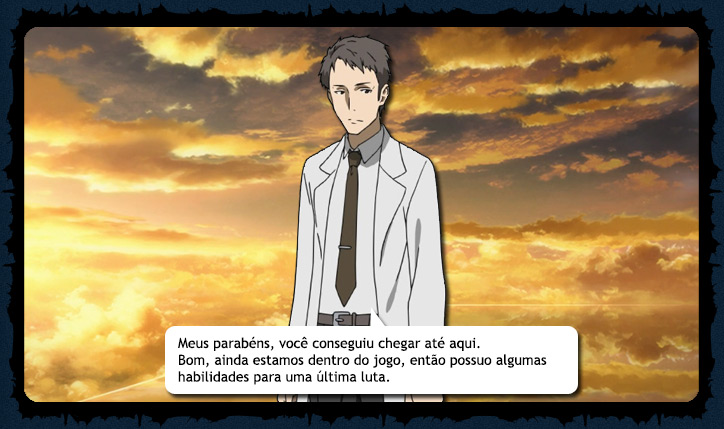 Meus parabéns, você conseguiu chegar até aqui.
Bom, ainda estamos dentro do jogo, então possuo algumas
habilidades para uma última luta.